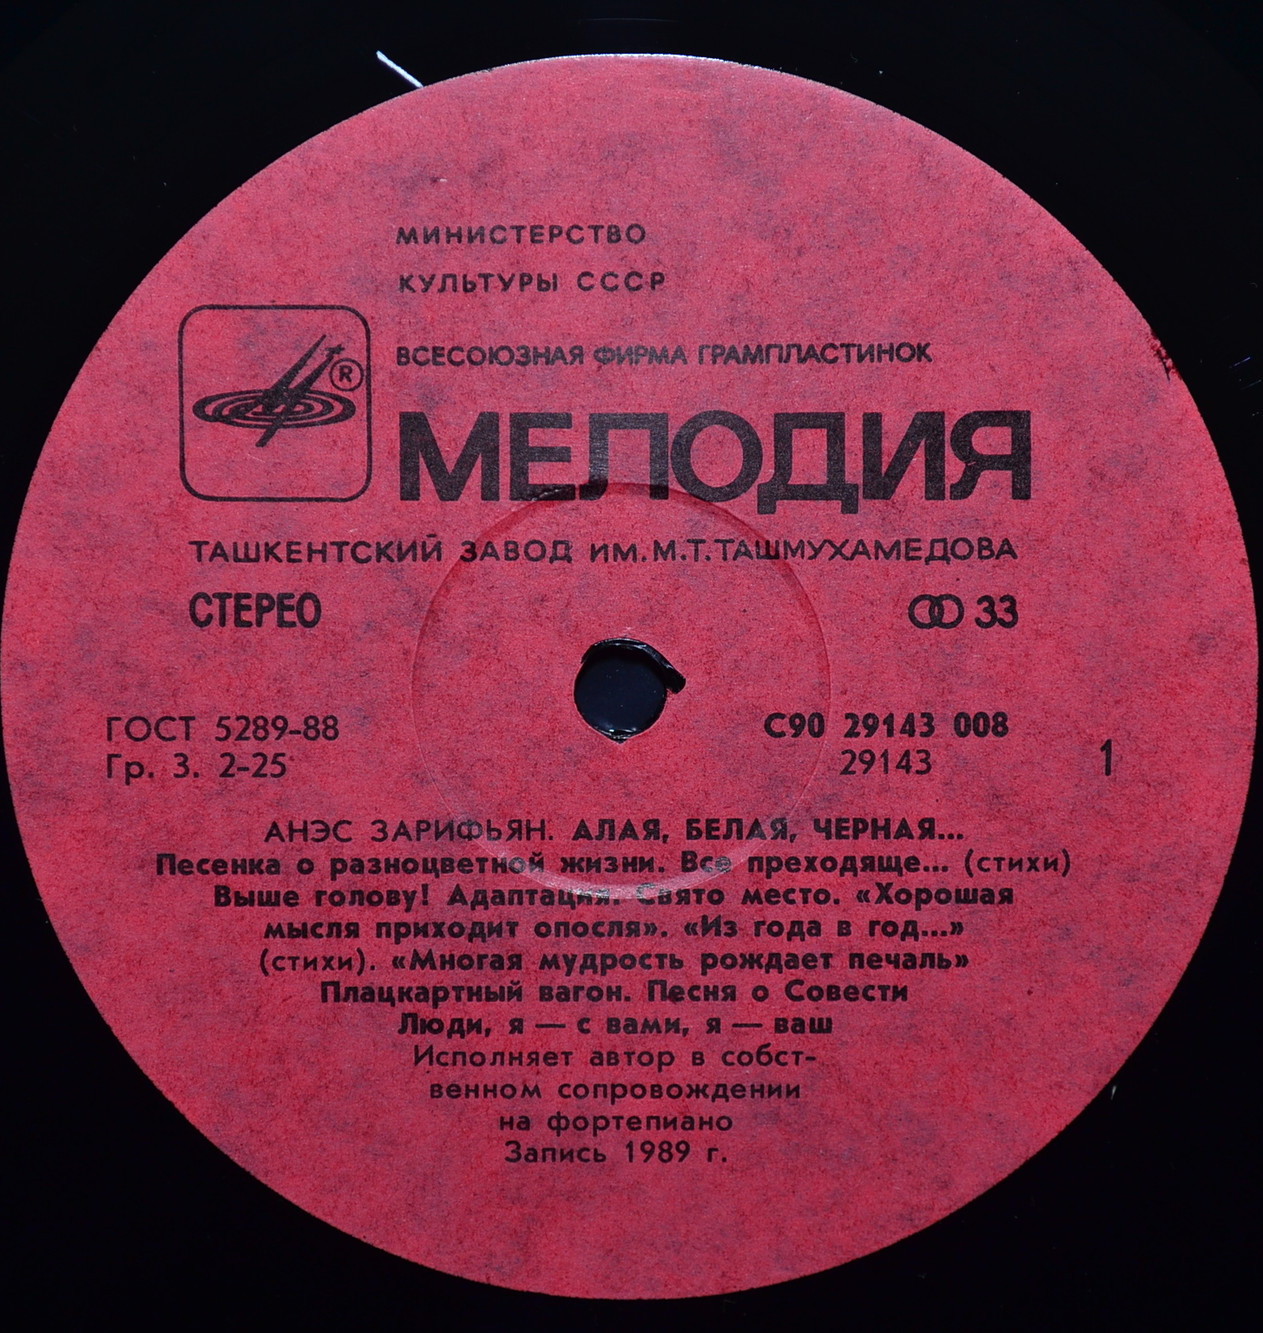 МИНИСТЕРСТВО
КУЛЬТУРЫ СССР
ВСЕСОЮЗНАЯ ФИРМА ГРАМПЛАСТИНОК
®
МЕЛОДИЯ
ТАШКЕНТСКИЙ ЗАВОД ИМ. М.Т.ТАШМУХАМЕДОВА
СТЕРЕО 33
ГОСТ 5289-88 С90 29143 008
Гр. 3. 2-25 29143 1
АНЭС ЗАРИФЬЯН. АЛАЯ, БЕЛАЯ, ЧЕРНАЯ...
Песенка о разноцветной жизни. Все преходяще... (стихи)
Выше голову! Адаптация. Свято место. «Хорошая
мысля приходит опосля». «Из года в год...»
(стихи). «Многая мудрость рождает печаль»
Плацкартный вагон. Песня о Совести
Люди, я — с вами, я — ваш
Исполняет автор в собст-
венном сопровождении
на фортепиано
Запись 1989 г.